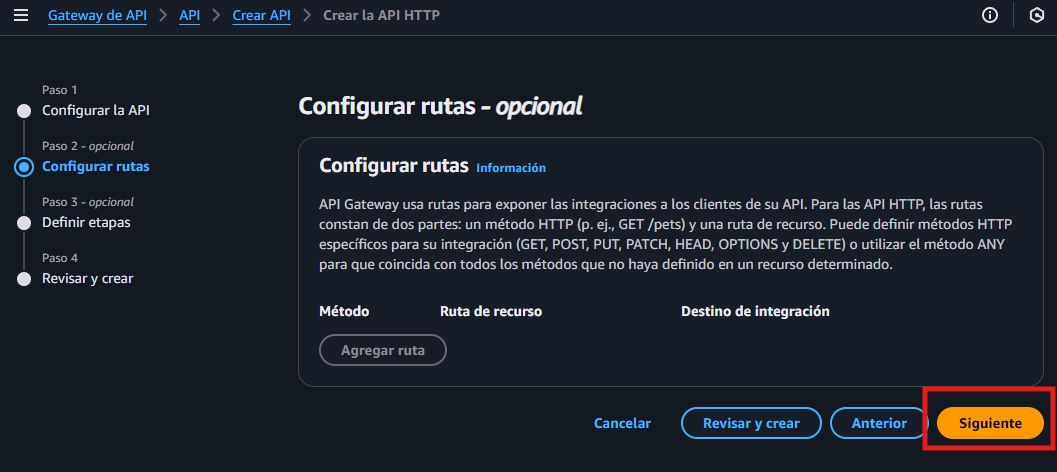 Gateway de API > API > Crear API > Crear la API HTTP
Paso 1
Configurar la API
Paso 2 - opcional
Configurar rutas
Paso 3 - opcional
Definir etapas
Paso 4
Revisar y crear
Configurar rutas - opcional
Configurar rutas Información
API Gateway usa rutas para exponer las integraciones a los clientes de su API. Para las API HTTP, las rutas
constan de dos partes: un método HTTP (p. ej., GET /pets) y una ruta de recurso. Puede definir métodos HTTP
específicos para su integración (GET, POST, PUT, PATCH, HEAD, OPTIONS y DELETE) o utilizar el método ANY
para que coincida con todos los métodos que no haya definido en un recurso determinado.
Método Ruta de recurso Destino de integración
Agregar ruta
Cancelar Revisar y crear Anterior Siguiente